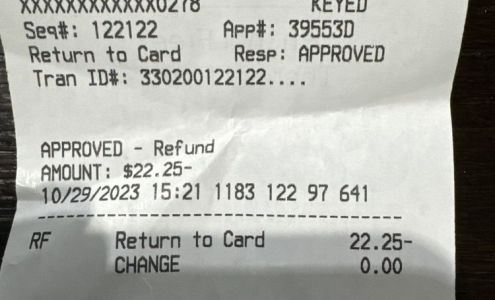 XXXXXXXXXXXX0278 KEYED
Seq#: 122122 App#: 39553D
Return to Card Resp: APPROVED
Tran ID#: 330200122122....
APPROVED - Refund
AMOUNT: $22.25-
10/29/2023 15:21 1183 122 97 641
RF Return to Card 22.25-
CHANGE 0.00